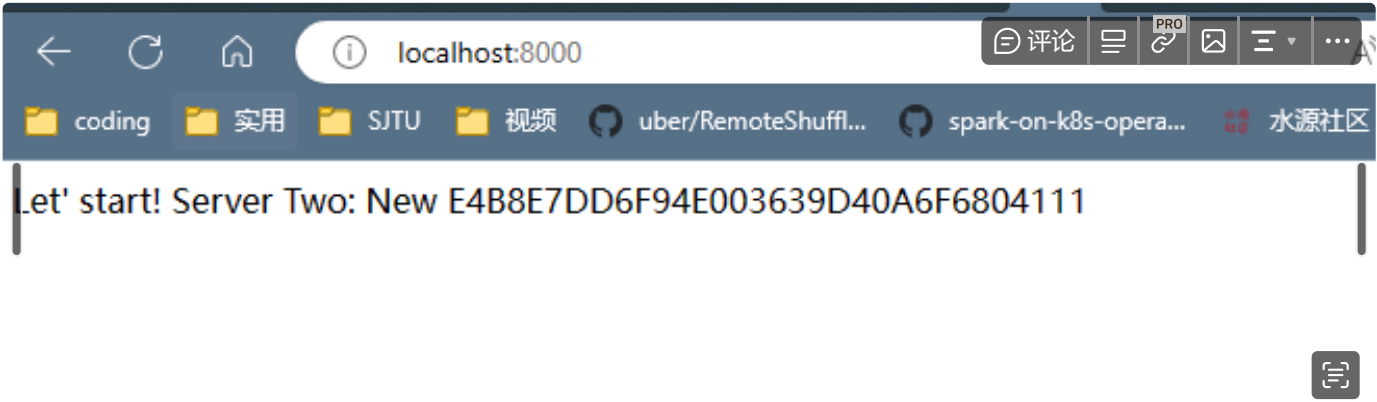 localhost:8000
评论
PRO
coding 实用 SJTU 视频 uber/RemoteShuffl... spark-on-k8s-opera... 水源社区
Let' start! Server Two: New E4B8E7DD6F94E003639D40A6F6804111